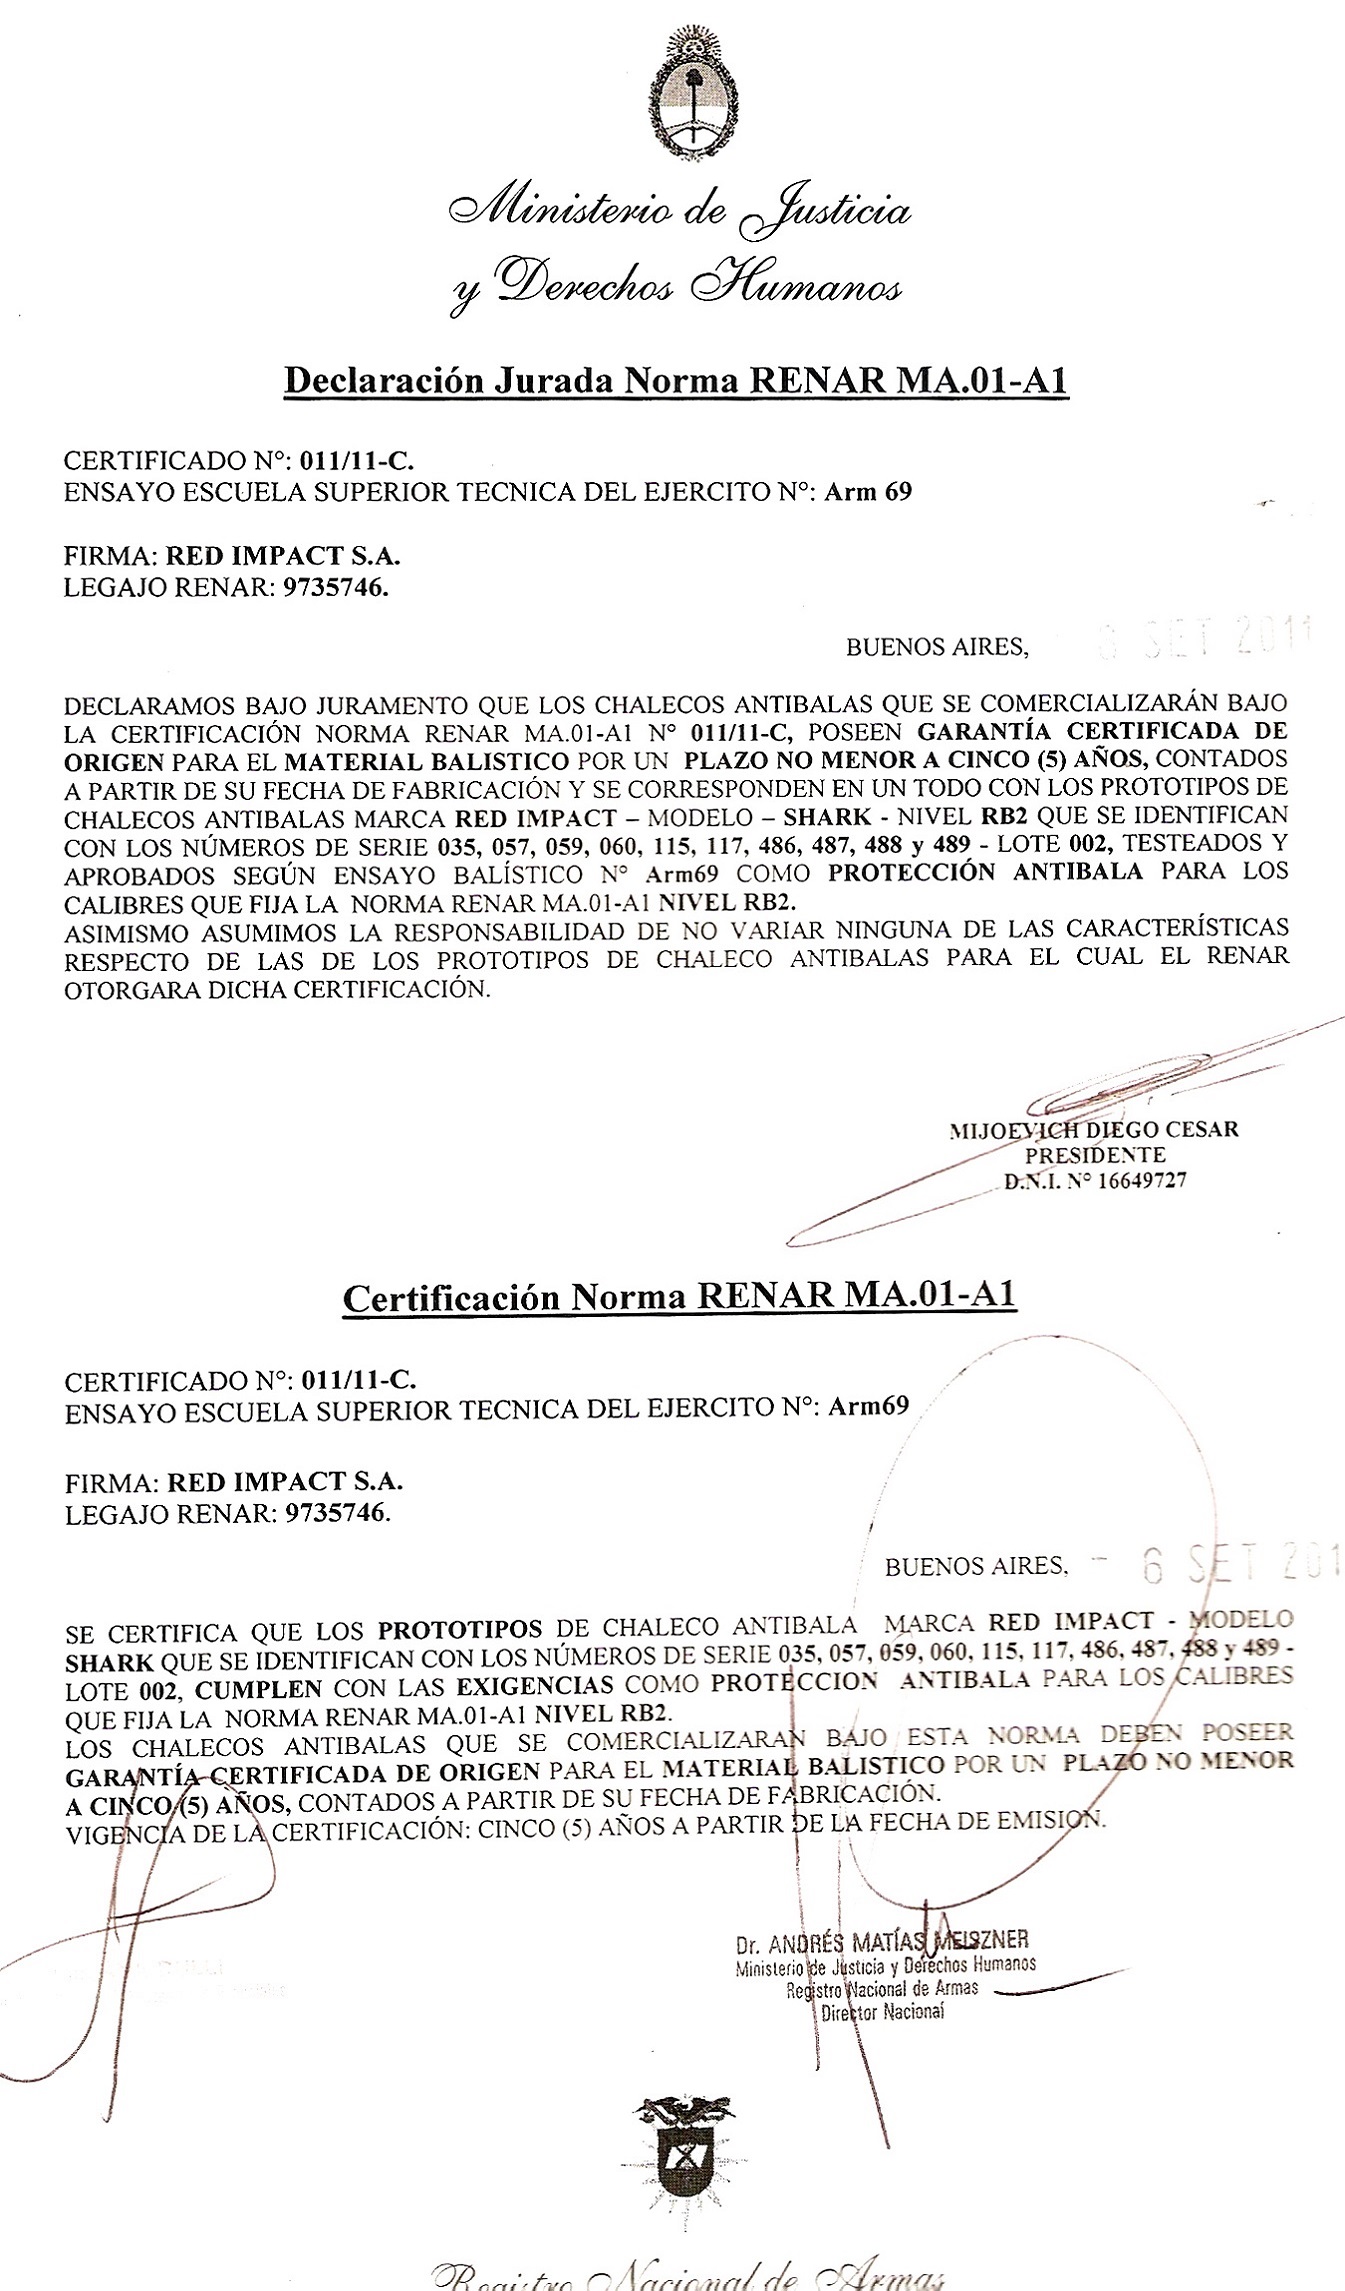 Ministerio de Justicia
y Derechos Humanos
Declaración Jurada Norma RENAR MA.01-A1
CERTIFICADO N°: 011/11-C.
ENSAYO ESCUELA SUPERIOR TECNICA DEL EJERCITO N°: Arm 69
FIRMA: RED IMPACT S.A.
LEGAJO RENAR: 9735746.
BUENOS AIRES, 6 SET 2011
DECLARAMOS BAJO JURAMENTO QUE LOS CHALECOS ANTIBALAS QUE SE COMERCIALIZARÁN BAJO
LA CERTIFICACIÓN NORMA RENAR MA.01-A1 N° 011/11-C, POSEEN GARANTÍA CERTIFICADA DE
ORIGEN PARA EL MATERIAL BALISTICO POR UN PLAZO NO MENOR A CINCO (5) AÑOS, CONTADOS
A PARTIR DE SU FECHA DE FABRICACIÓN Y SE CORRESPONDEN EN UN TODO CON LOS PROTOTIPOS DE
CHALECOS ANTIBALAS MARCA RED IMPACT – MODELO – SHARK - NIVEL RB2 QUE SE IDENTIFICAN
CON LOS NÚMEROS DE SERIE 035, 057, 059, 060, 115, 117, 486, 487, 488 y 489 - LOTE 002, TESTEADOS Y
APROBADOS SEGÚN ENSAYO BALÍSTICO N° Arm69 COMO PROTECCIÓN ANTIBALA PARA LOS
CALIBRES QUE FIJA LA NORMA RENAR MA.01-A1 NIVEL RB2.
ASIMISMO ASUMIMOS LA RESPONSABILIDAD DE NO VARIAR NINGUNA DE LAS CARACTERÍSTICAS
RESPECTO DE LAS DE LOS PROTOTIPOS DE CHALECO ANTIBALAS PARA EL CUAL EL RENAR
OTORGARA DICHA CERTIFICACIÓN.
MIJOEVICH DIEGO CESAR
PRESIDENTE
D.N.I. N° 16649727
Certificación Norma RENAR MA.01-A1
CERTIFICADO N°: 011/11-C.
ENSAYO ESCUELA SUPERIOR TECNICA DEL EJERCITO N°: Arm69
FIRMA: RED IMPACT S.A.
LEGAJO RENAR: 9735746.
BUENOS AIRES, - 6 SET 201
SE CERTIFICA QUE LOS PROTOTIPOS DE CHALECO ANTIBALA MARCA RED IMPACT - MODELO
SHARK QUE SE IDENTIFICAN CON LOS NÚMEROS DE SERIE 035, 057, 059, 060, 115, 117, 486, 487, 488 y 489 -
LOTE 002, CUMPLEN CON LAS EXIGENCIAS COMO PROTECCION ANTIBALA PARA LOS CALIBRES
QUE FIJA LA NORMA RENAR MA.01-A1 NIVEL RB2.
LOS CHALECOS ANTIBALAS QUE SE COMERCIALIZARAN BAJO ESTA NORMA DEBEN POSEER
GARANTÍA CERTIFICADA DE ORIGEN PARA EL MATERIAL BALISTICO POR UN PLAZO NO MENOR
A CINCO (5) AÑOS, CONTADOS A PARTIR DE SU FECHA DE FABRICACIÓN.
VIGENCIA DE LA CERTIFICACIÓN: CINCO (5) AÑOS A PARTIR DE LA FECHA DE EMISION.
Dr. ANDRÉS MATÍAS MEISZNER
Ministerio de Justicia y Derechos Humanos
Registro Nacional de Armas
Director Nacional
Registro Nacional de Armas